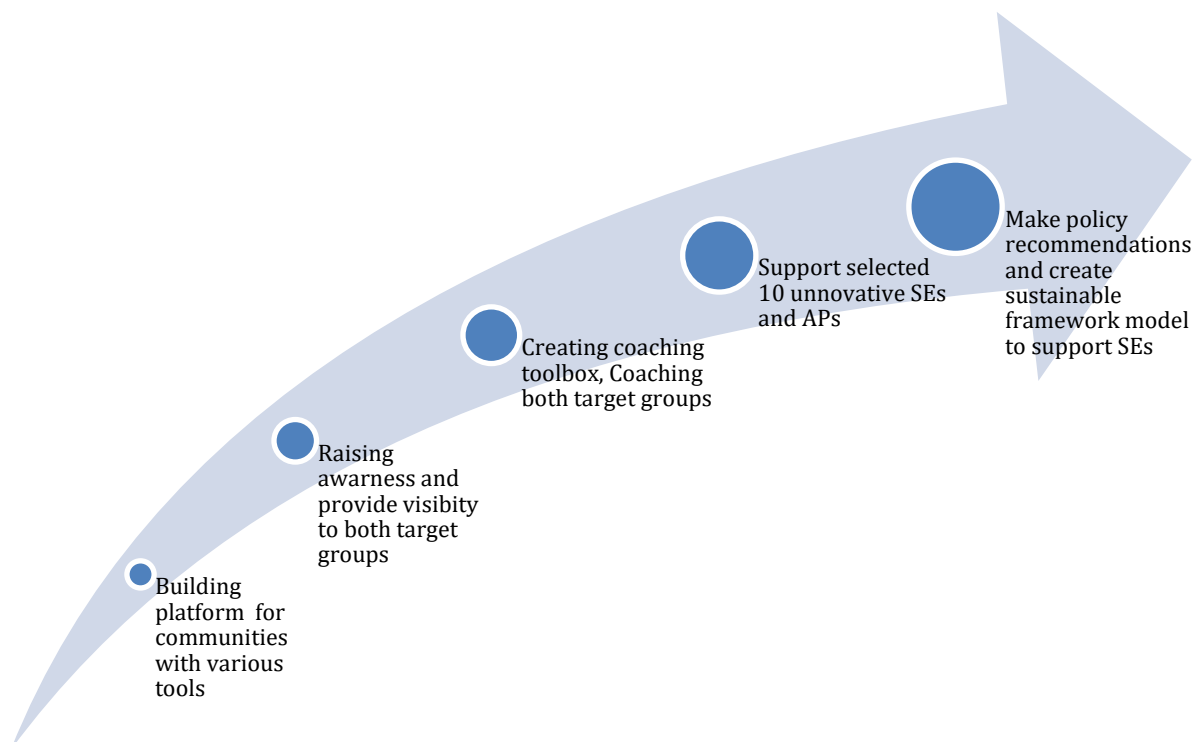 Building
platform  for
communities
with various
tools
Raising
awarness and
provide visibity
to both target
groups
Creating coaching
toolbox, Coaching
both target groups
Support selected
10 unnovative SEs
and APs
Make policy
recommendations
and create
sustainable
framework model
to support SEs